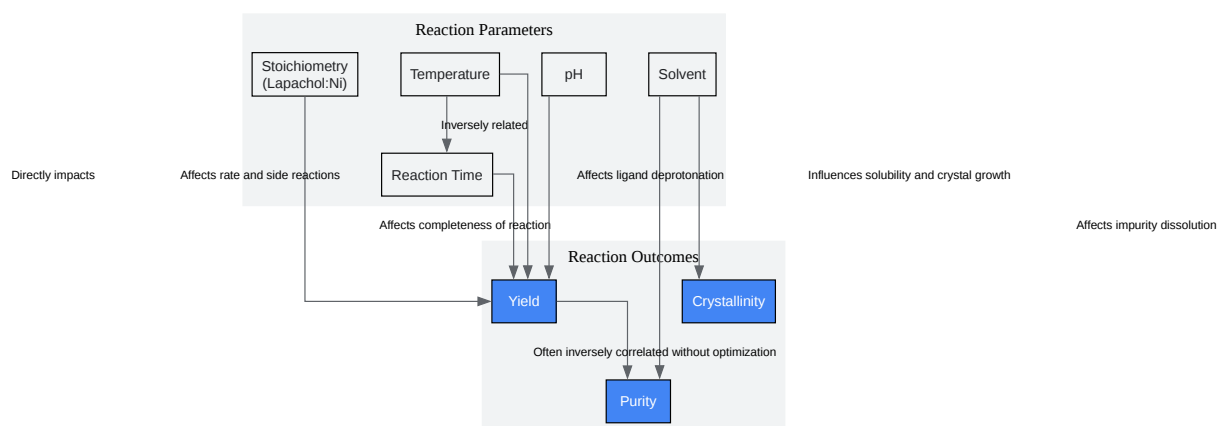 Reaction Parameters
Stoichiometry
(Lapachol:Ni)
Temperature
pH
Solvent
Inversely related
Directly impacts
Affects rate and side reactions
Reaction Time
Affects ligand deprotonation
Influences solubility and crystal growth
Affects completeness of reaction
Affects impurity dissolution
Reaction Outcomes
Yield
Crystallinity
Often inversely correlated without optimization
Purity